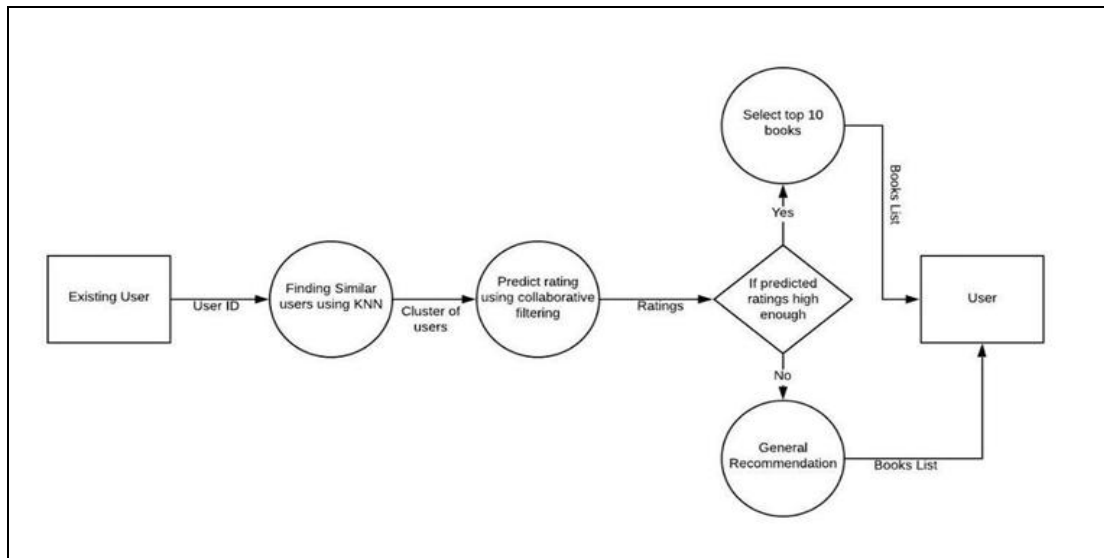 Existing User
User ID
Finding Similar
users using KNN
Cluster of
users
Predict rating
using collaborative
filtering
Ratings
If predicted
ratings high
enough
Yes
Select top 10
books
Books List
No
General
Recommendation
Books List
User